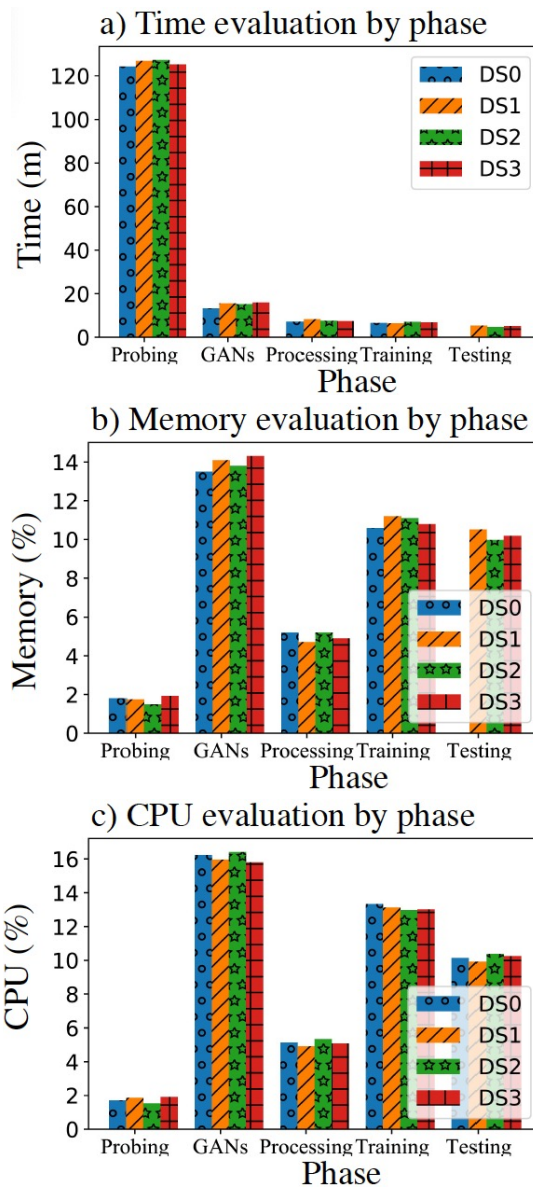 a) Time evaluation by phase
Time (m)
120
100
80
60
40
20
0
DS0
DS1
DS2
DS3
Probing GANs Processing Training Testing
Phase
b) Memory evaluation by phase
Memory (%)
14
12
10
8
6
4
2
0
DS0
DS1
DS2
DS3
Probing GANs Processing Training Testing
Phase
c) CPU evaluation by phase
CPU (%)
16
14
12
10
8
6
4
2
0
DS0
DS1
DS2
DS3
Probing GANs Processing Training Testing
Phase